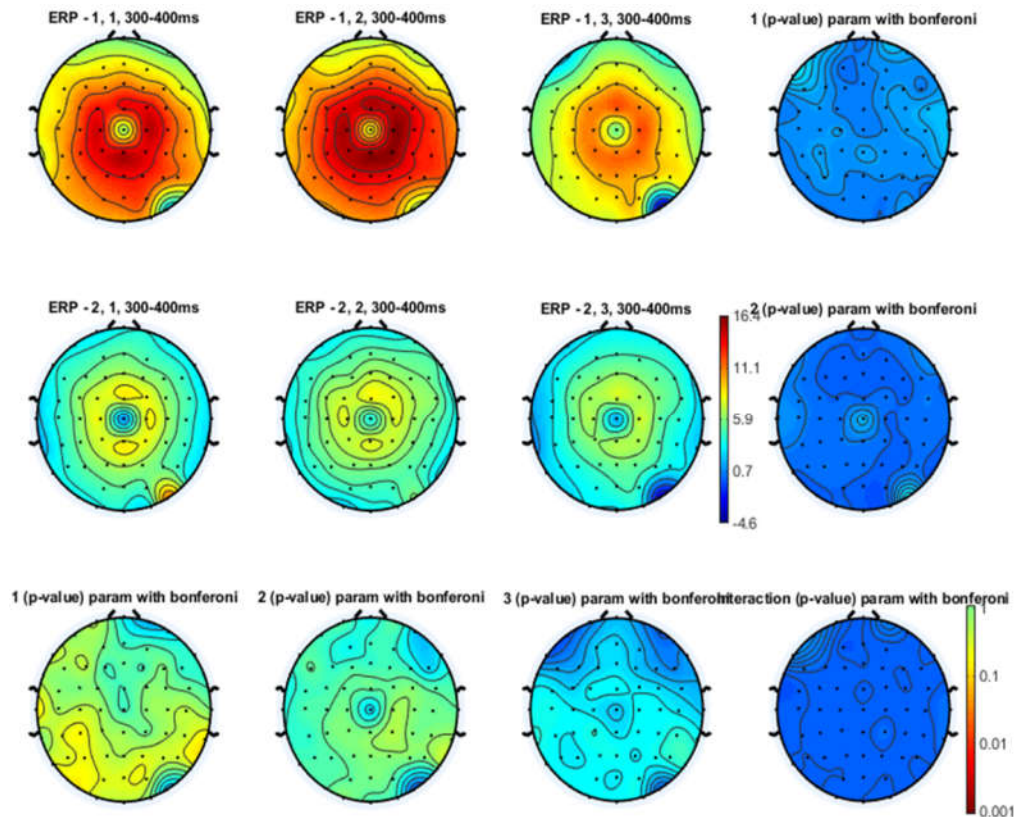 ERP - 1, 1, 300-400ms
ERP - 1, 2, 300-400ms
ERP - 1, 3, 300-400ms
1 (p-value) param with bonferoni
ERP - 2, 1, 300-400ms
ERP - 2, 2, 300-400ms
ERP - 2, 3, 300-400ms
16.4
11.1
5.9
0.7
-4.6
2 (p-value) param with bonferoni
1 (p-value) param with bonferoni
2 (p-value) param with bonferoni
3 (p-value) param with bonferoni
Interaction (p-value) param with bonferoni
1
0.1
0.01
0.001